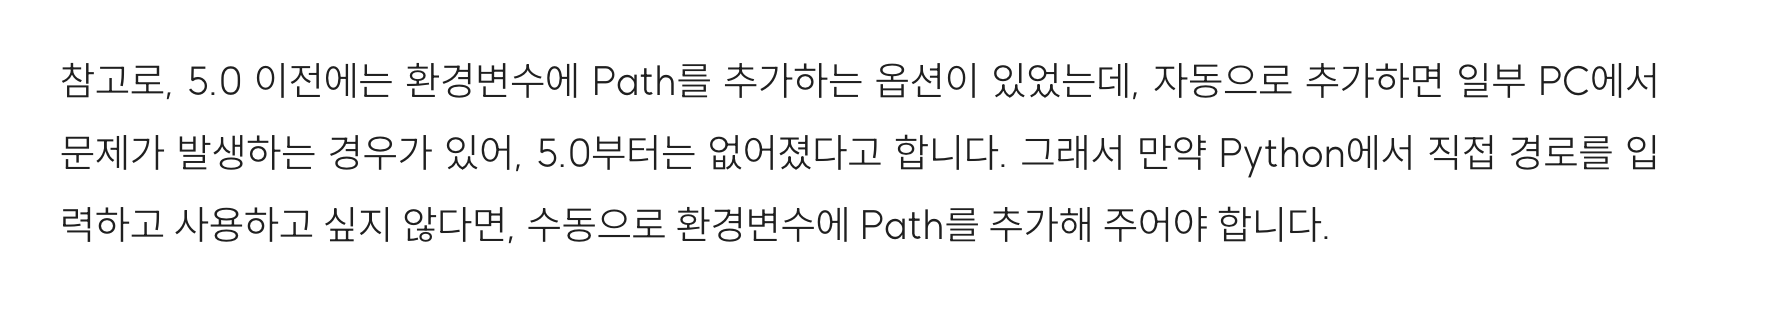 참고로, 5.0 이전에는 환경변수에 Path를 추가하는 옵션이 있었는데, 자동으로 추가하면 일부 PC에서
문제가 발생하는 경우가 있어, 5.0부터는 없어졌다고 합니다. 그래서 만약 Python에서 직접 경로를 입
력하고 사용하고 싶지 않다면, 수동으로 환경변수에 Path를 추가해 주어야 합니다.